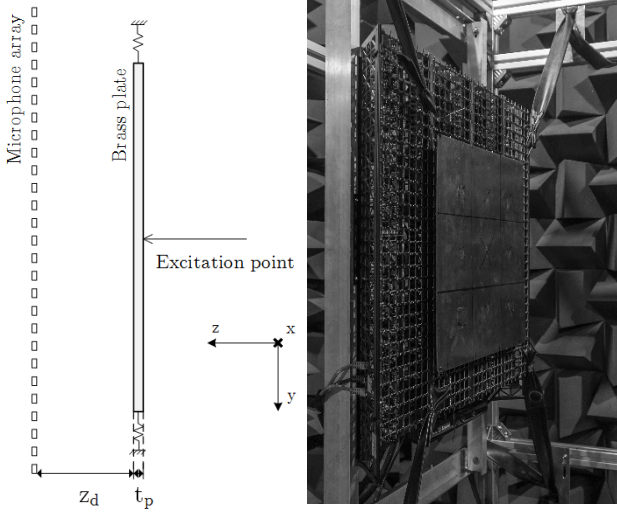 Microphone array
Brass plate
Excitation point
z
x
y
z_d
t_p